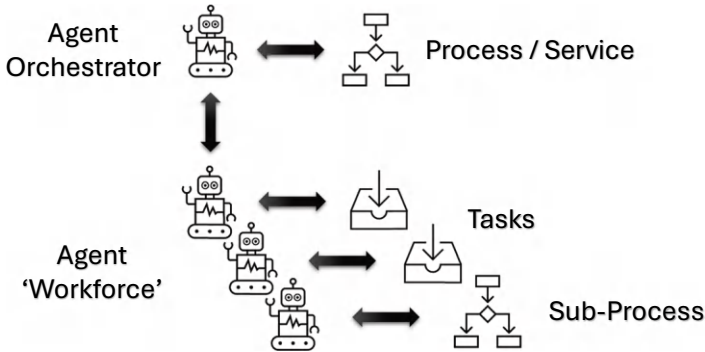 Agent
Orchestrator
Process / Service
Tasks
Agent
‘Workforce’
Sub-Process